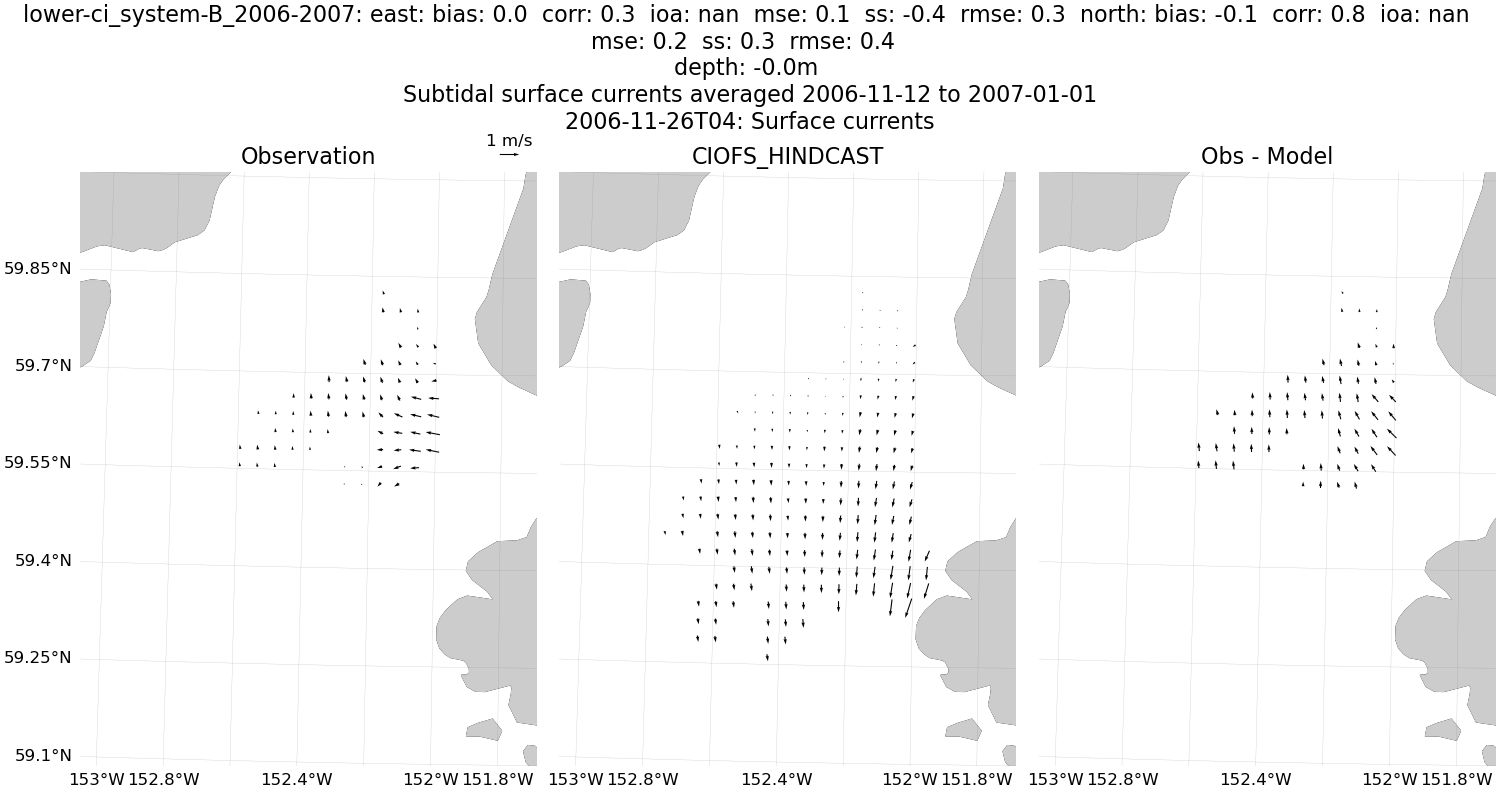 lower-ci_system-B_2006-2007: east: bias: 0.0  corr: 0.3  ioa: nan  mse: 0.1  ss: -0.4  rmse: 0.3  north: bias: -0.1  corr: 0.8  ioa: nan
mse: 0.2  ss: 0.3  rmse: 0.4
depth: -0.0m
Subtidal surface currents averaged 2006-11-12 to 2007-01-01
2006-11-26T04: Surface currents
1 m/s
Observation
CIOFS_HINDCAST
Obs - Model
59.85°N
59.7°N
59.55°N
59.4°N
59.25°N
59.1°N
153°W 152.8°W 152.4°W 152°W 151.8°W
153°W 152.8°W 152.4°W 152°W 151.8°W
153°W 152.8°W 152.4°W 152°W 151.8°W